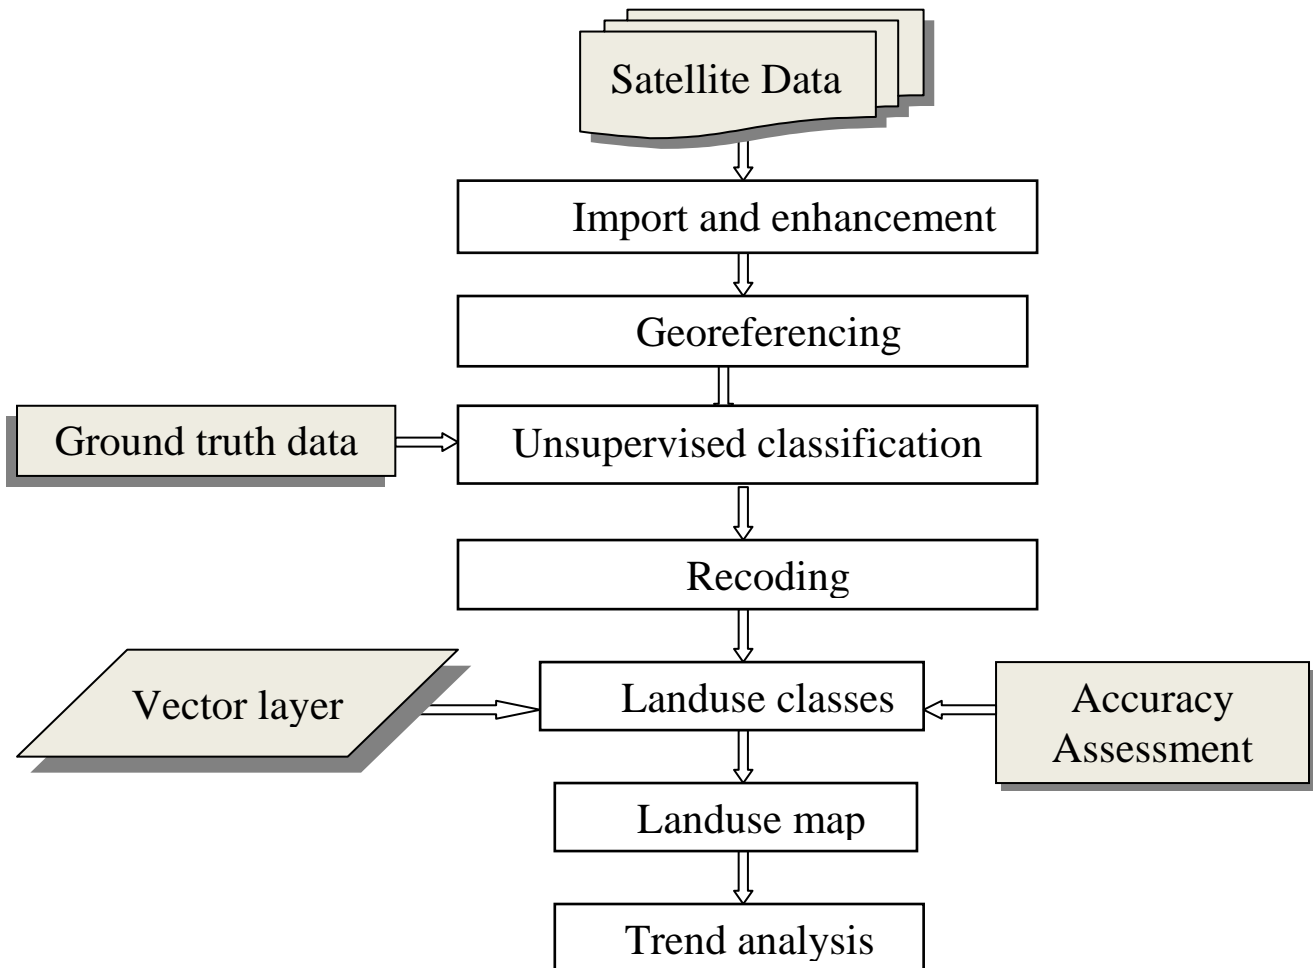 Satellite Data
Import and enhancement
Georeferencing
Ground truth data
Unsupervised classification
Recoding
Vector layer
Landuse classes
Accuracy
Assessment
Landuse map
Trend analysis